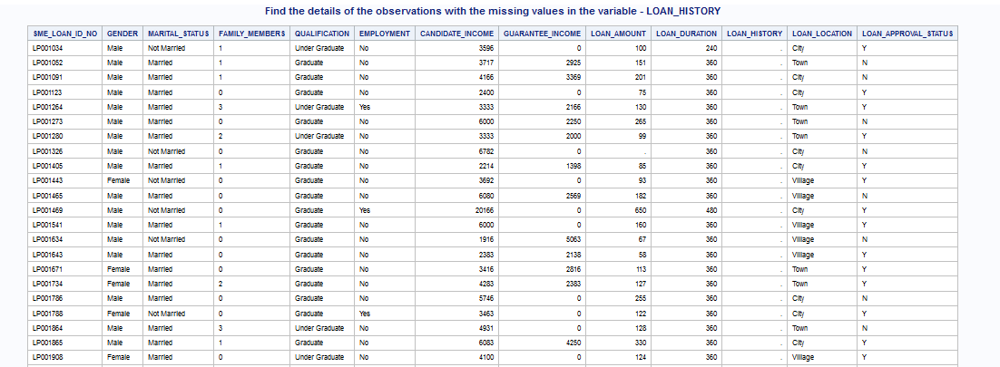 Find the details of the observations with the missing values in the variable - LOAN_HISTORY
SME_LOAN_ID_NO GENDER MARITAL_STATUS FAMILY_MEMBERS QUALIFICATION EMPLOYMENT CANDIDATE_INCOME GUARANTEE_INCOME LOAN_AMOUNT LOAN_DURATION LOAN_HISTORY LOAN_LOCATION LOAN_APPROVAL_STATUS
LP001034 Male Not Married 1 Under Graduate No 3596 0 100 240 . City Y
LP001052 Male Married 1 Graduate No 3717 2925 151 360 . Town N
LP001091 Male Married 1 Graduate No 4166 3369 201 360 . City N
LP001123 Male Married 0 Graduate No 2400 0 75 360 . City Y
LP001264 Male Married 3 Under Graduate Yes 3333 2166 130 360 . Town Y
LP001273 Male Married 0 Graduate No 6000 2250 265 360 . Town N
LP001280 Male Married 2 Under Graduate No 3333 2000 99 360 . Town Y
LP001326 Male Not Married 0 Graduate No 6782 0 . 360 . City N
LP001405 Male Married 1 Graduate No 2214 1398 85 360 . City Y
LP001443 Female Not Married 0 Graduate No 3692 0 93 360 . Village Y
LP001465 Male Married 0 Graduate No 6080 2569 182 360 . Village N
LP001469 Male Not Married 0 Graduate Yes 20166 0 650 480 . City Y
LP001541 Male Married 1 Graduate No 6000 0 160 360 . Village Y
LP001634 Male Not Married 0 Graduate No 1916 5063 67 360 . Village N
LP001643 Male Married 0 Graduate No 2383 2138 58 360 . Village Y
LP001671 Female Married 0 Graduate No 3416 2816 113 360 . Town Y
LP001734 Female Married 2 Graduate No 4283 2383 127 360 . Town Y
LP001786 Male Married 0 Graduate No 5746 0 255 360 . City N
LP001788 Female Not Married 0 Graduate Yes 3463 0 122 360 . City Y
LP001864 Male Married 3 Under Graduate No 4931 0 128 360 . Town N
LP001865 Male Married 1 Graduate No 6083 4250 330 360 . City Y
LP001908 Female Married 0 Under Graduate No 4100 0 124 360 . Village Y